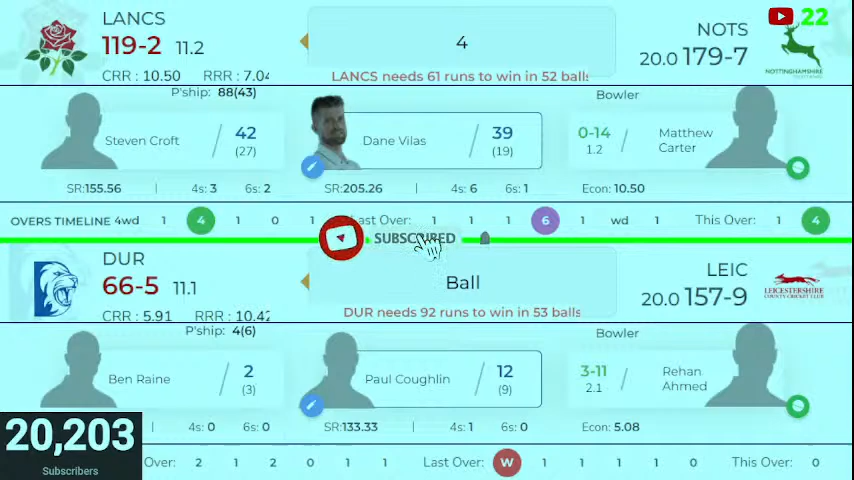 LANCS
119-2 11.2
CRR : 10.50 RRR : 7.04
4
LANCS needs 61 runs to win in 52 balls
NOTS
20.0 179-7
22
NOTTINGHAMSHIRE
P'ship: 88(43)
Steven Croft
42
(27)
Dane Vilas
39
(19)
Bowler
0-14
1.2
Matthew
Carter
SR:155.56 4s: 3 6s: 2
SR:205.26 4s: 6 6s: 1
Econ: 10.50
OVERS TIMELINE 4wd 1 4 1 0 1 Last Over: 1 1 1 6 1 wd 1 This Over: 1 4
SUBSCRIBED
DUR
66-5 11.1
CRR : 5.91 RRR : 10.42
Ball
DUR needs 92 runs to win in 53 balls
LEIC
20.0 157-9
LEICESTERSHIRE
COUNTY CRICKET CLUB
P'ship: 4(6)
Ben Raine
2
(3)
Paul Coughlin
12
(9)
Bowler
3-11
2.1
Rehan
Ahmed
4s: 0 6s: 0
SR:133.33 4s: 1 6s: 0
Econ: 5.08
20,203
Subscribers
Over: 2 1 2 0 1 1 Last Over: W 1 1 1 1 0 This Over: 0